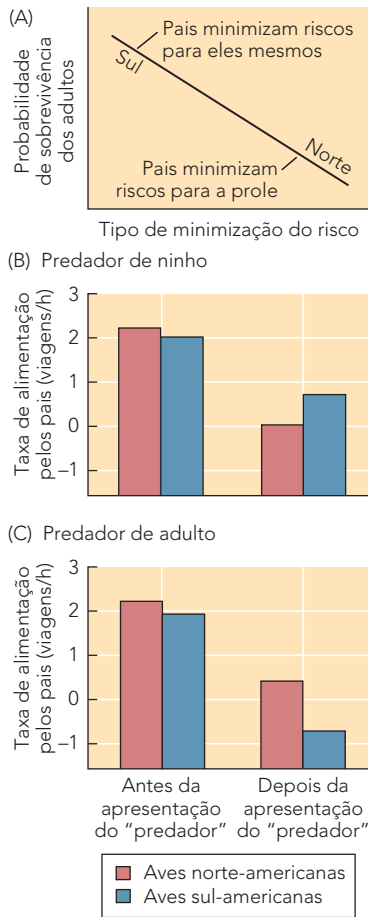 (A)
Pais minimizam riscos
para eles mesmos
Sul
Norte
Pais minimizam
riscos para a prole
Probabilidade
de sobrevivência
dos adultos
Tipo de minimização do risco
(B) Predador de ninho
Taxa de alimentação
pelos pais (viagens/h)
3
2
1
0
–1
(C) Predador de adulto
Taxa de alimentação
pelos pais (viagens/h)
3
2
1
0
–1
Antes da
apresentação
do “predador”
Depois da
apresentação
do “predador”
Aves norte-americanas
Aves sul-americanas